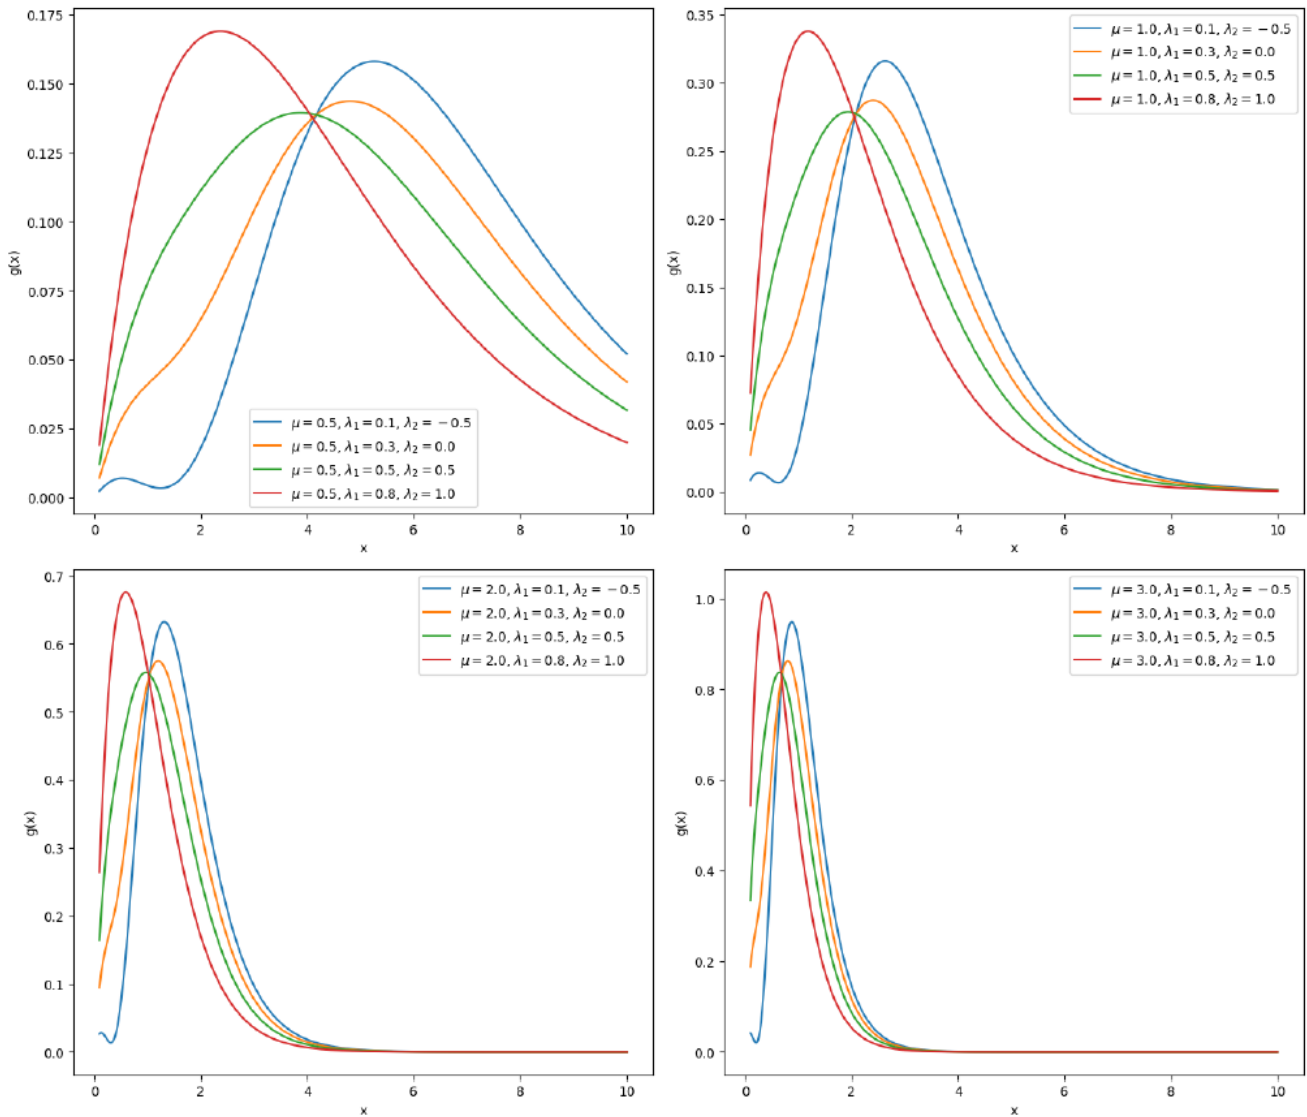 0.175
0.150
0.125
0.100
0.075
0.050
0.025
0.000
g(x)
μ = 0.5, λ₁ = 0.1, λ₂ = −0.5
μ = 0.5, λ₁ = 0.3, λ₂ = 0.0
μ = 0.5, λ₁ = 0.5, λ₂ = 0.5
μ = 0.5, λ₁ = 0.8, λ₂ = 1.0
0 2 4 6 8 10
x
0.35
0.30
0.25
0.20
0.15
0.10
0.05
0.00
g(x)
μ = 1.0, λ₁ = 0.1, λ₂ = −0.5
μ = 1.0, λ₁ = 0.3, λ₂ = 0.0
μ = 1.0, λ₁ = 0.5, λ₂ = 0.5
μ = 1.0, λ₁ = 0.8, λ₂ = 1.0
0 2 4 6 8 10
x
0.7
0.6
0.5
0.4
0.3
0.2
0.1
0.0
g(x)
μ = 2.0, λ₁ = 0.1, λ₂ = −0.5
μ = 2.0, λ₁ = 0.3, λ₂ = 0.0
μ = 2.0, λ₁ = 0.5, λ₂ = 0.5
μ = 2.0, λ₁ = 0.8, λ₂ = 1.0
0 2 4 6 8 10
x
1.0
0.8
0.6
0.4
0.2
0.0
g(x)
μ = 3.0, λ₁ = 0.1, λ₂ = −0.5
μ = 3.0, λ₁ = 0.3, λ₂ = 0.0
μ = 3.0, λ₁ = 0.5, λ₂ = 0.5
μ = 3.0, λ₁ = 0.8, λ₂ = 1.0
0 2 4 6 8 10
x